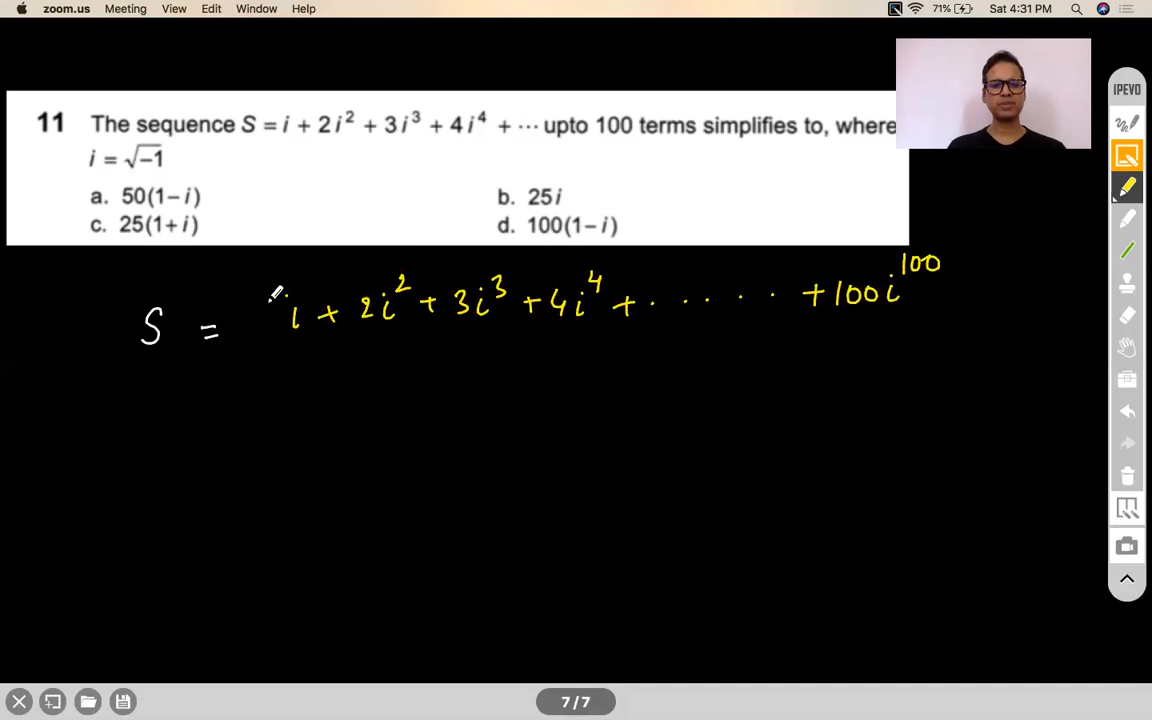 zoom.us Meeting View Edit Window Help 71% Sat 4:31 PM
IPEVO
11 The sequence S = i + 2i² + 3i³ + 4i⁴ + ⋯ upto 100 terms simplifies to, where
i = √−1
a. 50(1− i)
b. 25i
c. 25(1+ i)
d. 100(1− i)
S = i + 2i² + 3i³ + 4i⁴ + . . . . . + 100i¹⁰⁰
7 / 7